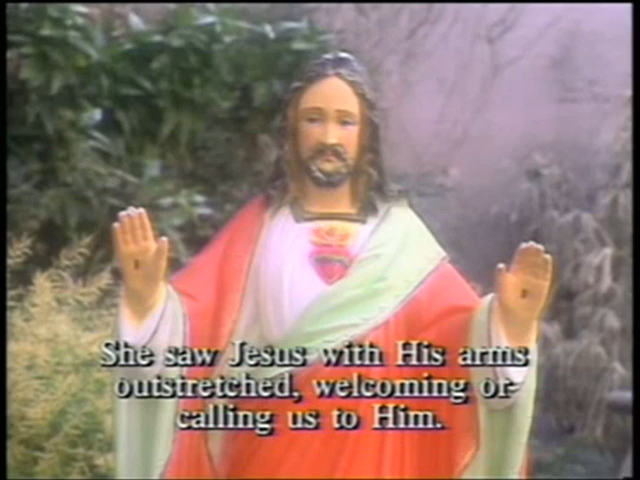 She saw Jesus with His arms
outstretched, welcoming or
calling us to Him.